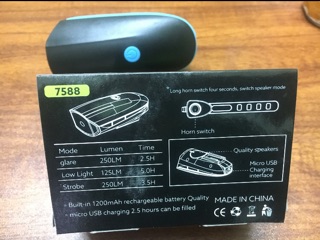 7588
* Long horn switch four seconds, switch speaker mode
Horn switch
Mode Lumen Time
glare 250LM 2.5H
Low Light 125LM 5.0H
Strobe 250LM 3.5H
Quality speakers
Micro USB
Charging
interface
- Built-in 1200mAh rechargeable battery Quality
- micro USB charging 2.5 hours can be filled
MADE IN CHINA
CE